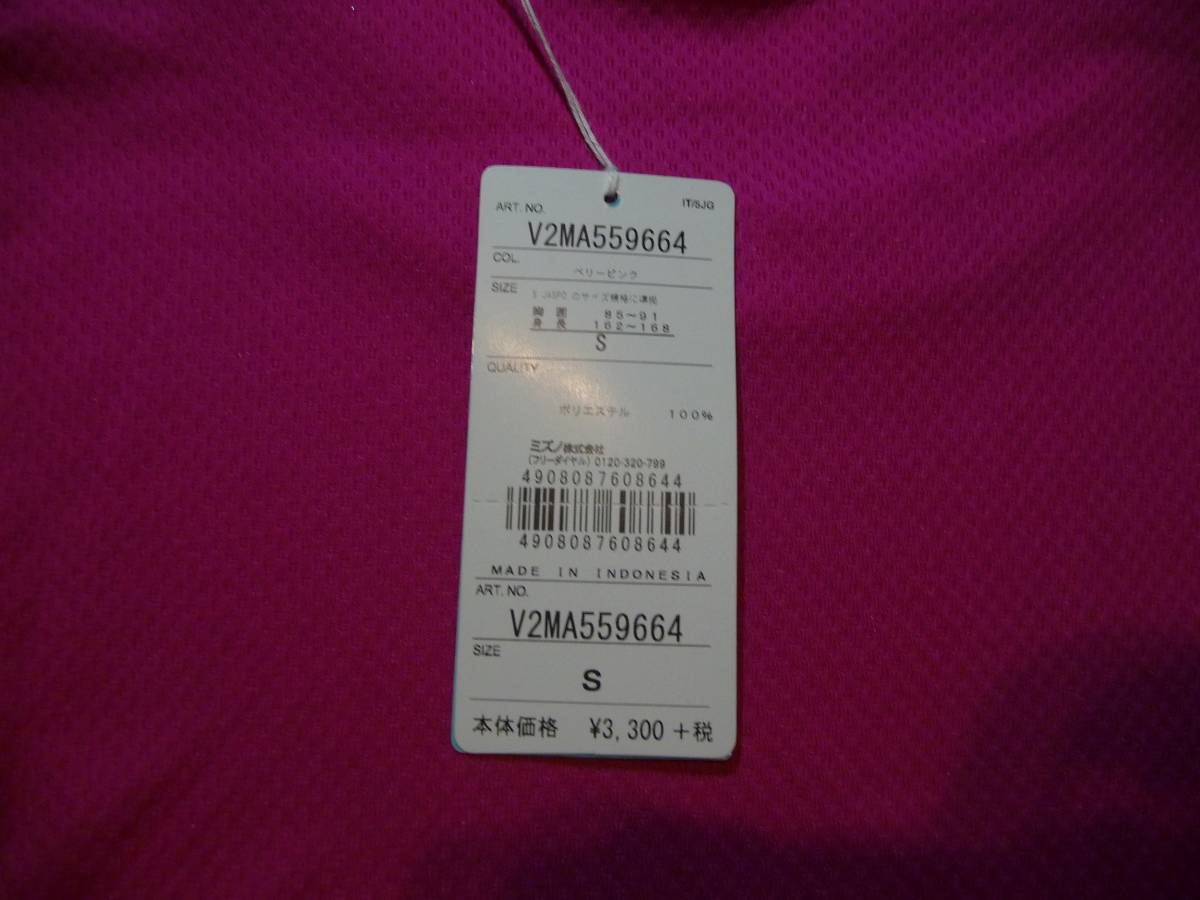 ART. NO.
IT/SJG
V2MA559664
COL.
ベリーピンク
SIZE
S JASPO のサイズ規格に準拠
胸 囲 85~91
身 長 162~168
S
QUALITY
ポリエステル 100%
ミズノ株式会社
(フリーダイヤル) 0120-320-799
4908087608644
4908087608644
MADE IN INDONESIA
ART. NO.
V2MA559664
SIZE
S
本体価格 ¥3,300 +税